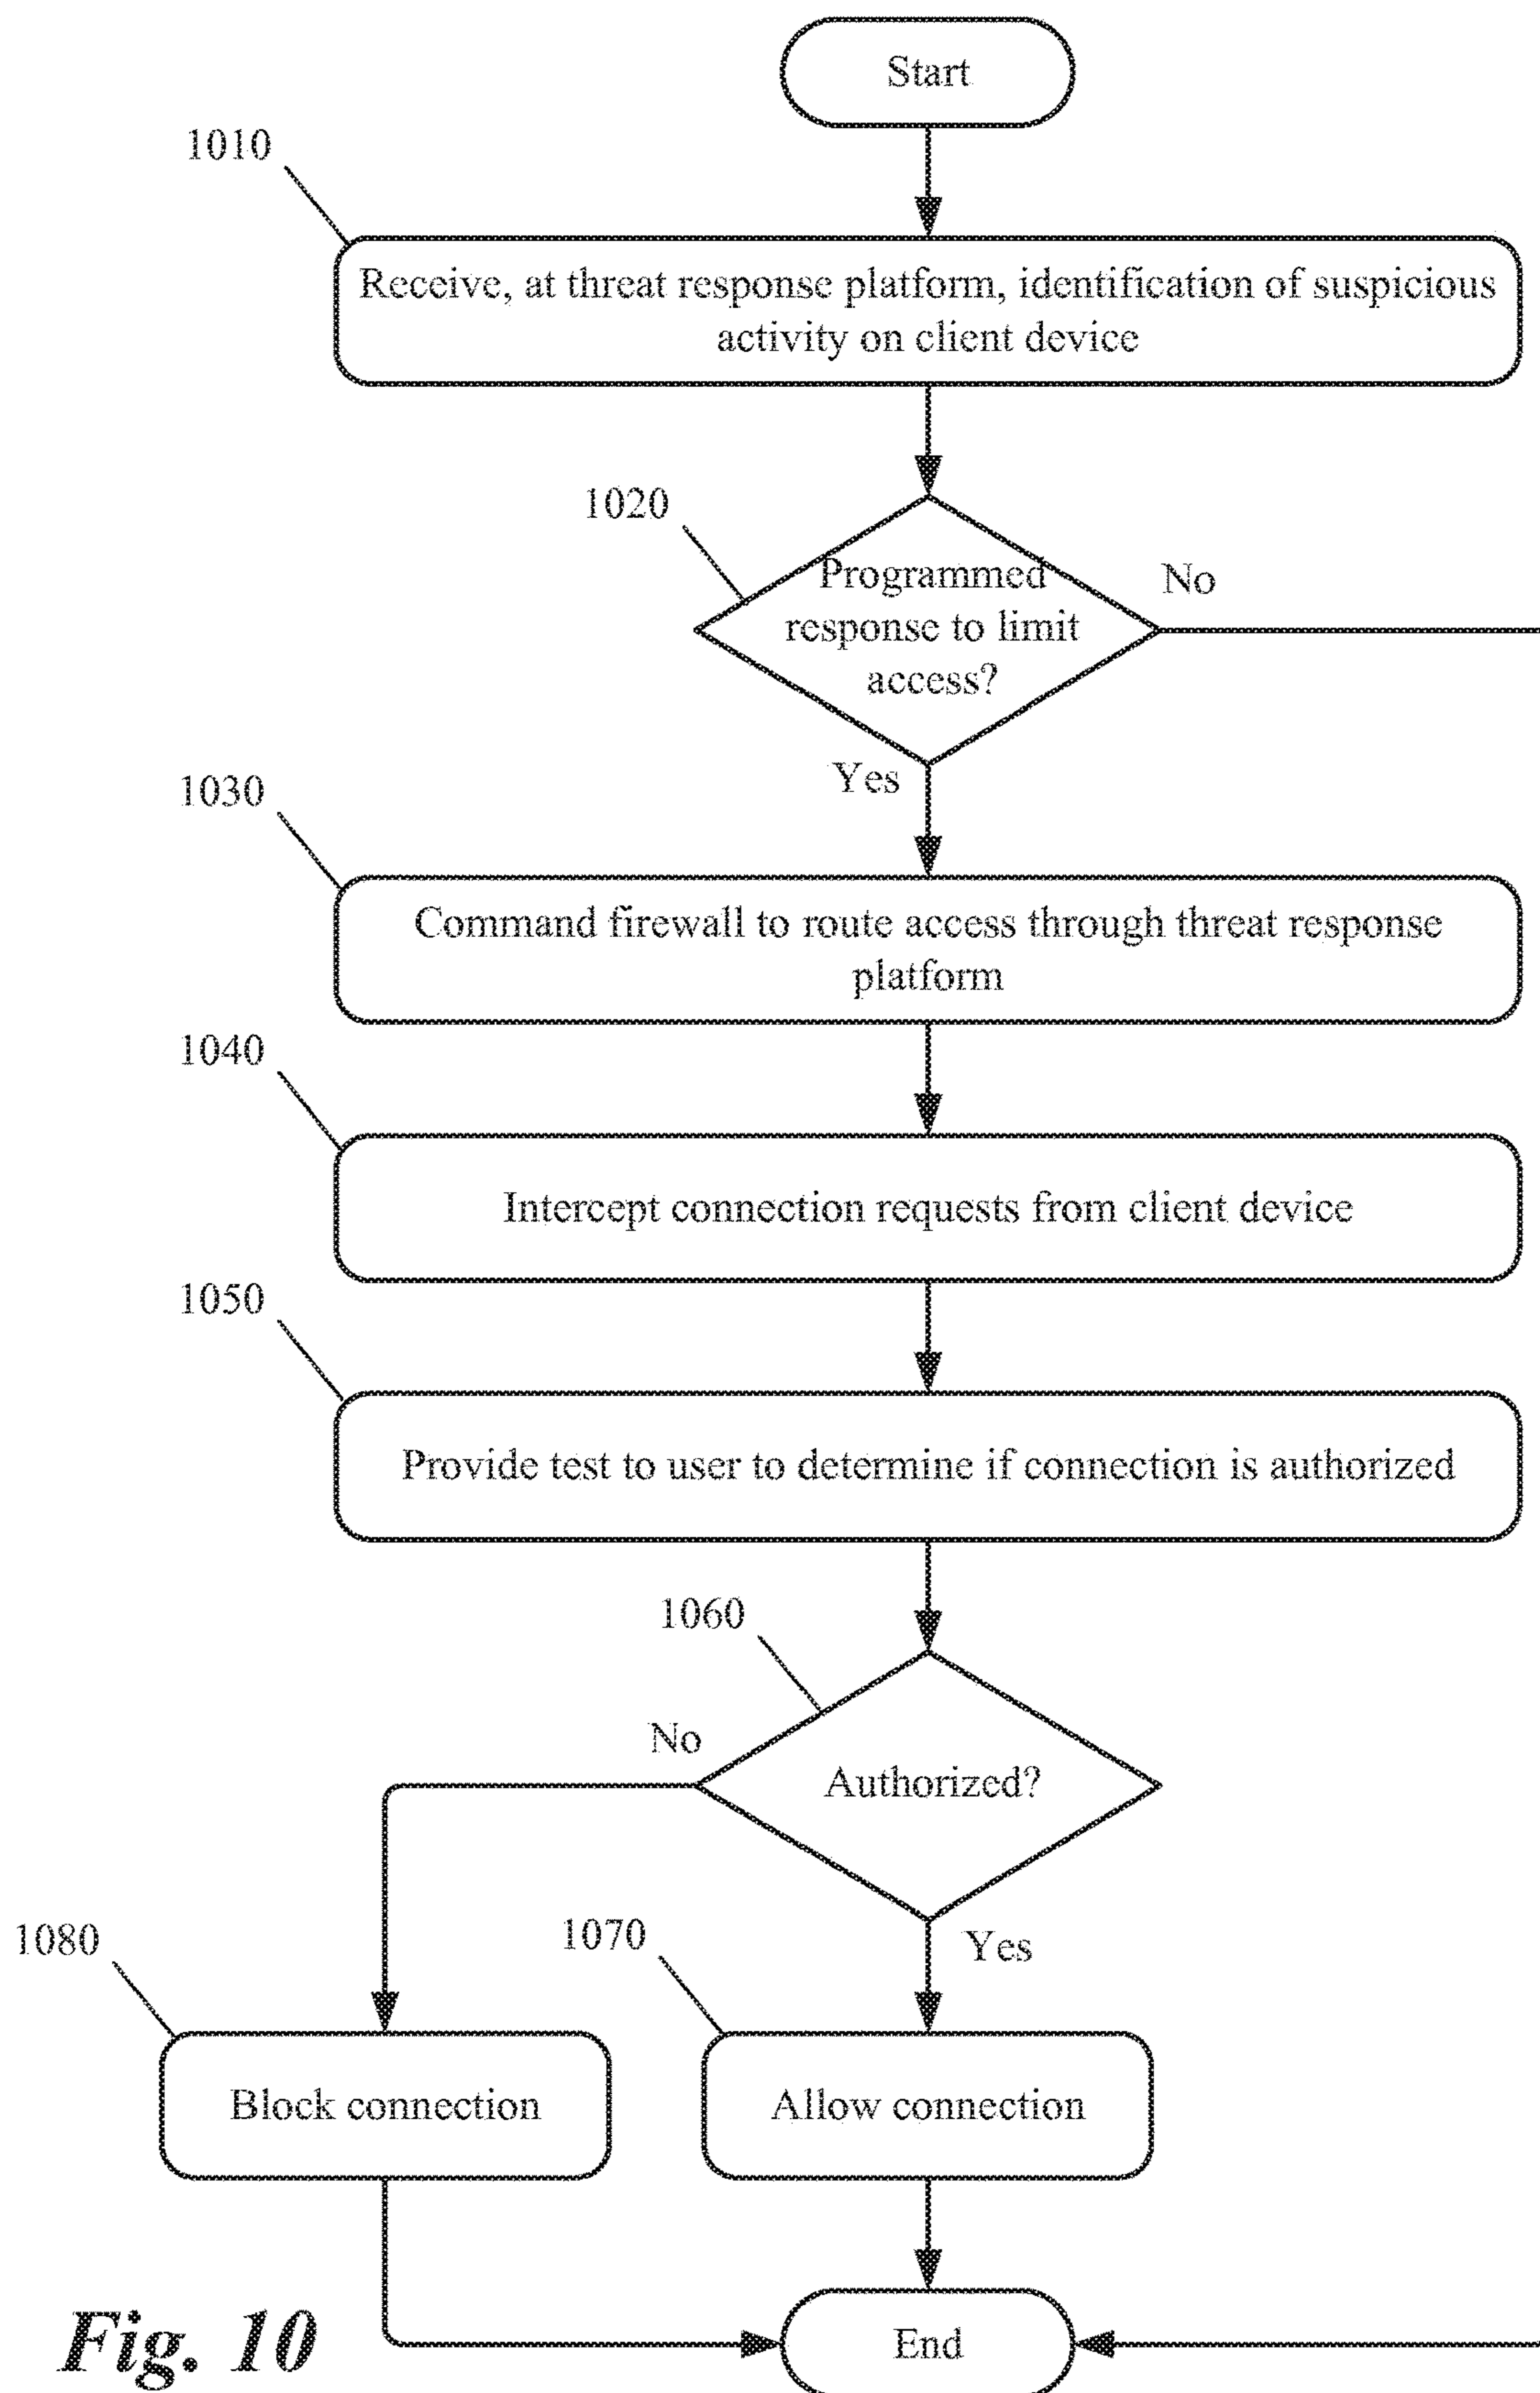 Start
1010
Receive, at threat response platform, identification of suspicious
activity on client device
1020
Programmed
response to limit
access?
No
Yes
1030
Command firewall to route access through threat response
platform
1040
Intercept connection requests from client device
1050
Provide test to user to determine if connection is authorized
1060
No
Authorized?
Yes
1080
1070
Block connection
Allow connection
End
Fig. 10